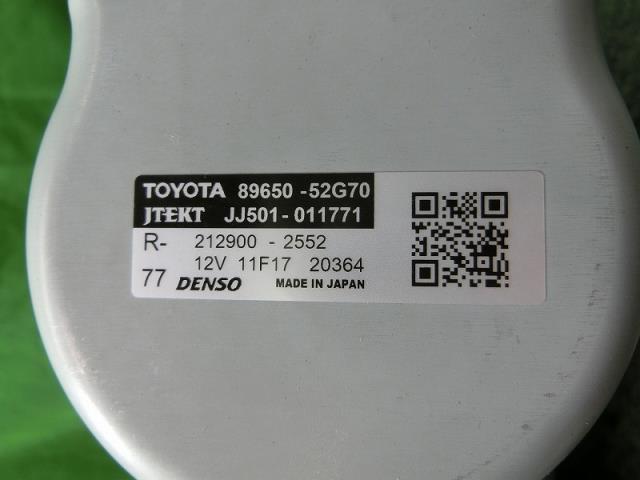 TOYOTA 89650 -52G70
JTEKT JJ501-011771
R- 212900 - 2552
12V 11F17 20364
77 DENSO MADE IN JAPAN